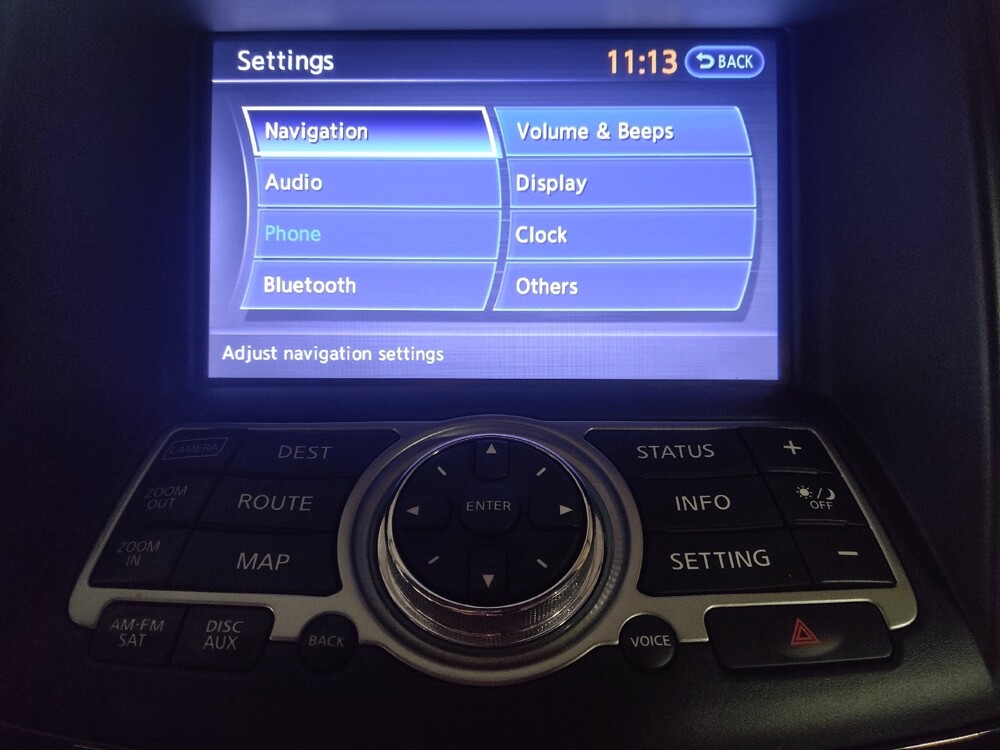 Settings
11:13
BACK
Navigation
Volume & Beeps
Audio
Display
Phone
Clock
Bluetooth
Others
Adjust navigation settings
CAMERA
DEST
STATUS
+
ZOOM
OUT
ROUTE
ENTER
INFO
OFF
ZOOM
IN
MAP
SETTING
−
AM·FM
SAT
DISC
AUX
BACK
VOICE